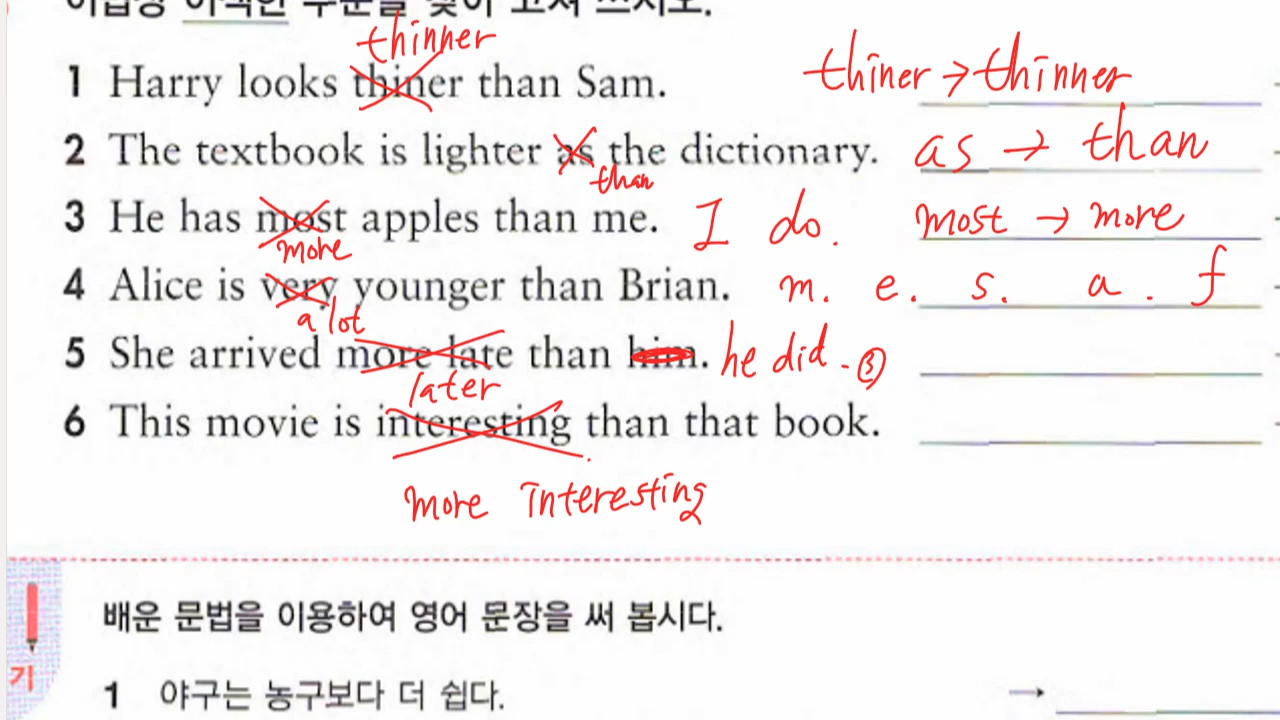 thinner
1 Harry looks thiner than Sam. thiner → thinner
2 The textbook is lighter as the dictionary. as → than
than
3 He has most apples than me. I do. most → more
more
4 Alice is very younger than Brian. m. e. s. a. f
a lot
5 She arrived more late than him. he did. ③
later
6 This movie is interesting than that book.
more interesting
배운 문법을 이용하여 영어 문장을 써 봅시다.
기
1 야구는 농구보다 더 쉽다. →